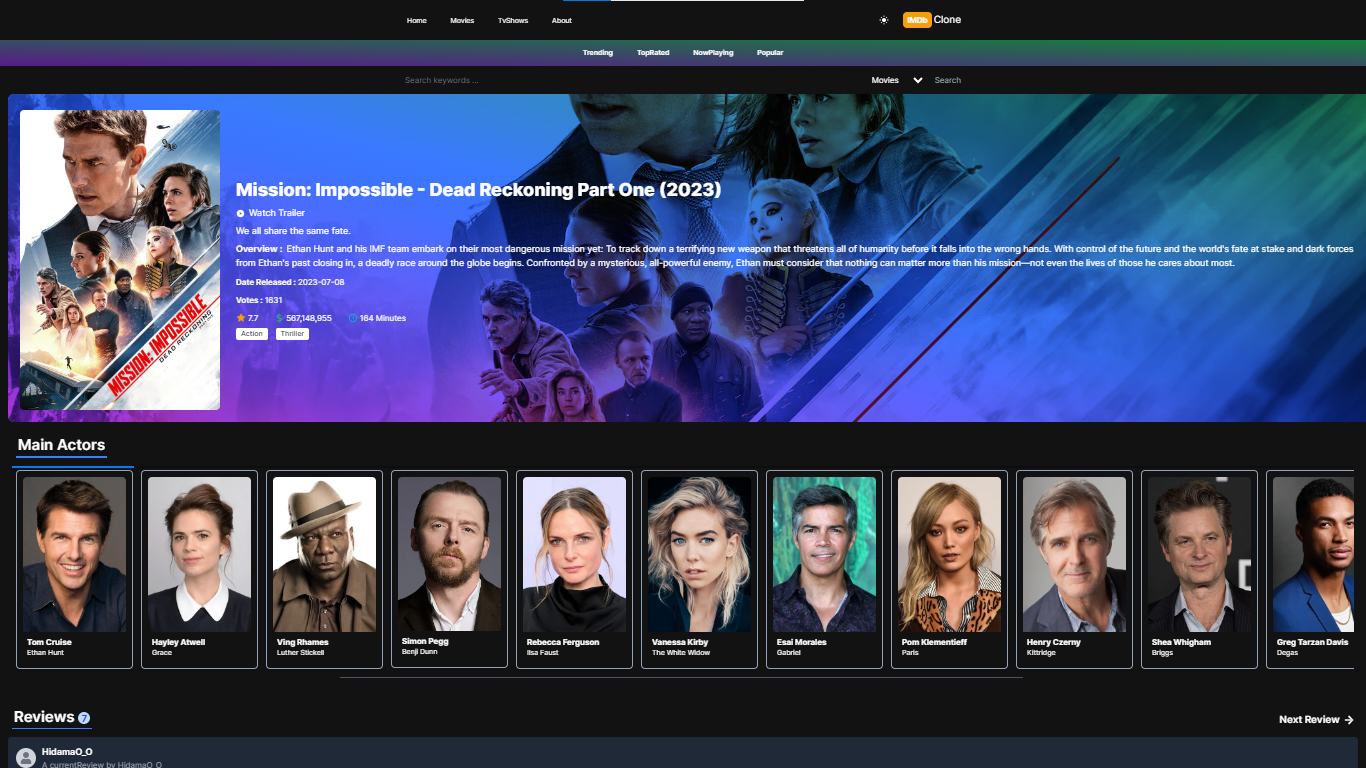 Home Movies TvShows About
IMDb Clone
Trending TopRated NowPlaying Popular
Search keywords ...
Movies
Search
MISSION: IMPOSSIBLE
DEAD RECKONING
Mission: Impossible - Dead Reckoning Part One (2023)
Watch Trailer
We all share the same fate.
Overview : Ethan Hunt and his IMF team embark on their most dangerous mission yet: To track down a terrifying new weapon that threatens all of humanity before it falls into the wrong hands. With control of the future and the world's fate at stake and dark forces
from Ethan's past closing in, a deadly race around the globe begins. Confronted by a mysterious, all-powerful enemy, Ethan must consider that nothing can matter more than his mission—not even the lives of those he cares about most.
Date Released : 2023-07-08
Votes : 1631
7.7 $ 567,148,955 164 Minutes
Action Thriller
Main Actors
Tom Cruise
Ethan Hunt
Hayley Atwell
Grace
Ving Rhames
Luther Stickell
Simon Pegg
Benji Dunn
Rebecca Ferguson
Ilsa Faust
Vanessa Kirby
The White Widow
Esai Morales
Gabriel
Pom Klementieff
Paris
Henry Czerny
Kittridge
Shea Whigham
Briggs
Greg Tarzan Davis
Degas
Reviews 7
Next Review
HidamaO_O
A currentReview by HidamaO_O